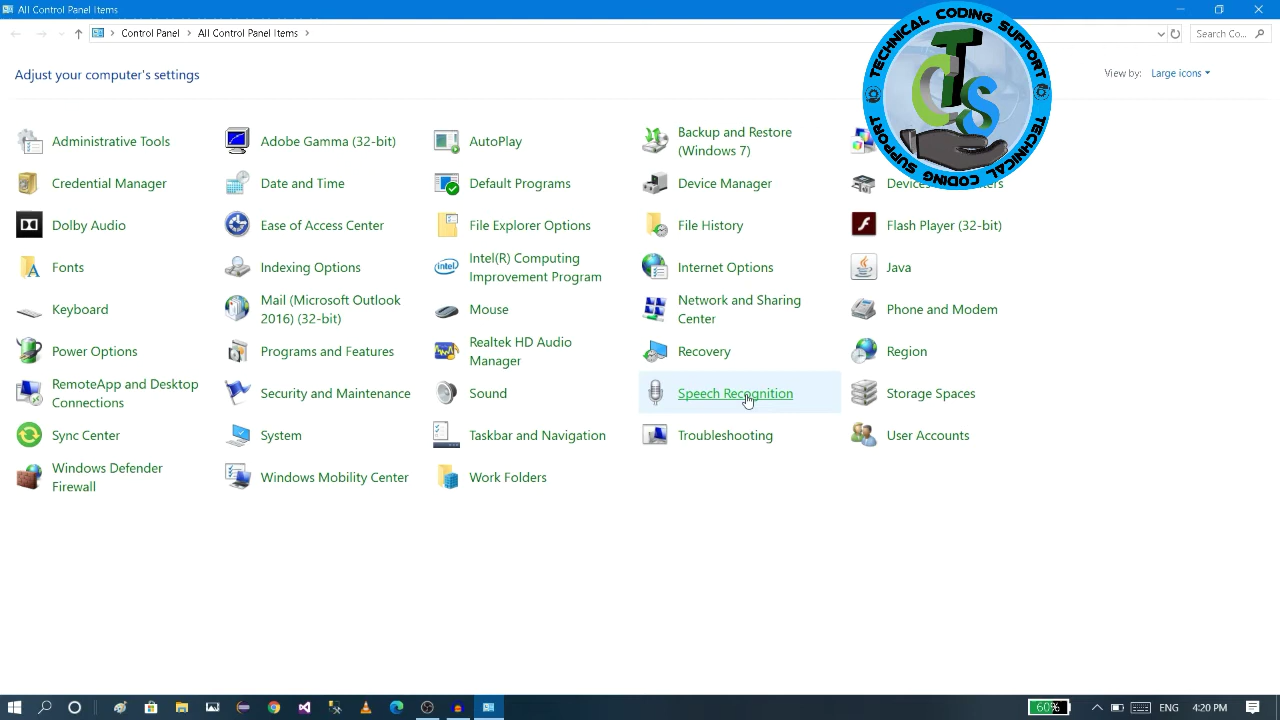 All Control Panel Items
Control Panel
All Control Panel Items
Search Co...
Adjust your computer's settings
View by:
Large icons
TECHNICAL CODING SUPPORT
TECHNICAL CODING SUPPORT
TCS
Administrative Tools
Adobe Gamma (32-bit)
AutoPlay
Backup and Restore
(Windows 7)
Credential Manager
Date and Time
Default Programs
Device Manager
Dolby Audio
Ease of Access Center
File Explorer Options
File History
Flash Player (32-bit)
Fonts
Indexing Options
intel
Intel(R) Computing
Improvement Program
Internet Options
Java
Keyboard
Mail (Microsoft Outlook
2016) (32-bit)
Mouse
Network and Sharing
Center
Phone and Modem
Power Options
Programs and Features
Realtek HD Audio
Manager
Recovery
Region
RemoteApp and Desktop
Connections
Security and Maintenance
Sound
Speech Recognition
Storage Spaces
Sync Center
System
Taskbar and Navigation
Troubleshooting
User Accounts
Windows Defender
Firewall
Windows Mobility Center
Work Folders
60%
ENG
4:20 PM